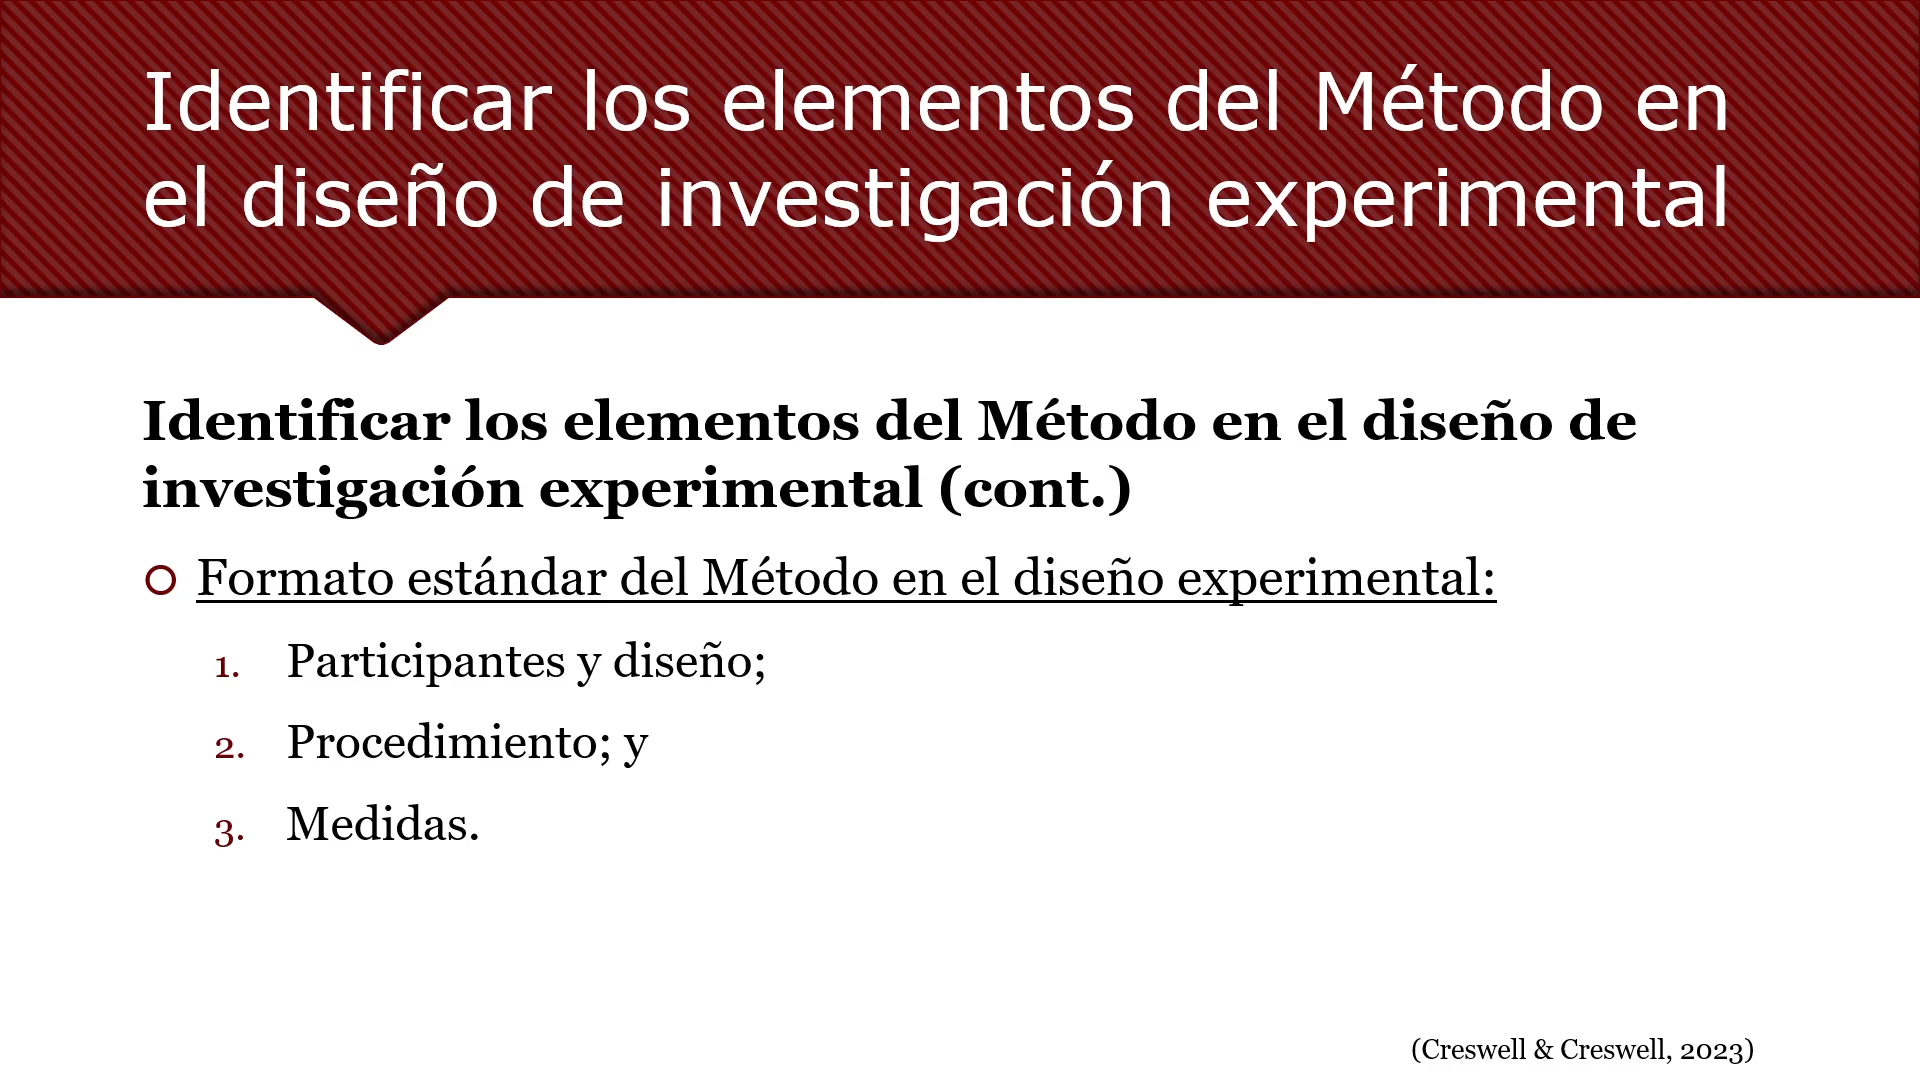 Identificar los elementos del Método en
el diseño de investigación experimental
Identificar los elementos del Método en el diseño de
investigación experimental (cont.)
Formato estándar del Método en el diseño experimental:
1. Participantes y diseño;
2. Procedimiento; y
3. Medidas.
(Creswell & Creswell, 2023)